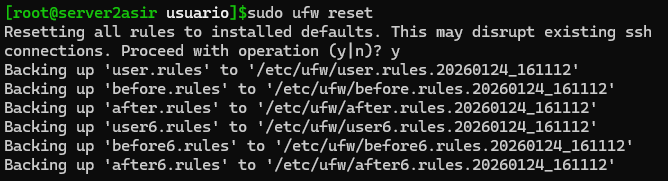 [root@server2asir usuario]$sudo ufw reset
Resetting all rules to installed defaults. This may disrupt existing ssh
connections. Proceed with operation (y|n)? y
Backing up 'user.rules' to '/etc/ufw/user.rules.20260124_161112'
Backing up 'before.rules' to '/etc/ufw/before.rules.20260124_161112'
Backing up 'after.rules' to '/etc/ufw/after.rules.20260124_161112'
Backing up 'user6.rules' to '/etc/ufw/user6.rules.20260124_161112'
Backing up 'before6.rules' to '/etc/ufw/before6.rules.20260124_161112'
Backing up 'after6.rules' to '/etc/ufw/after6.rules.20260124_161112'